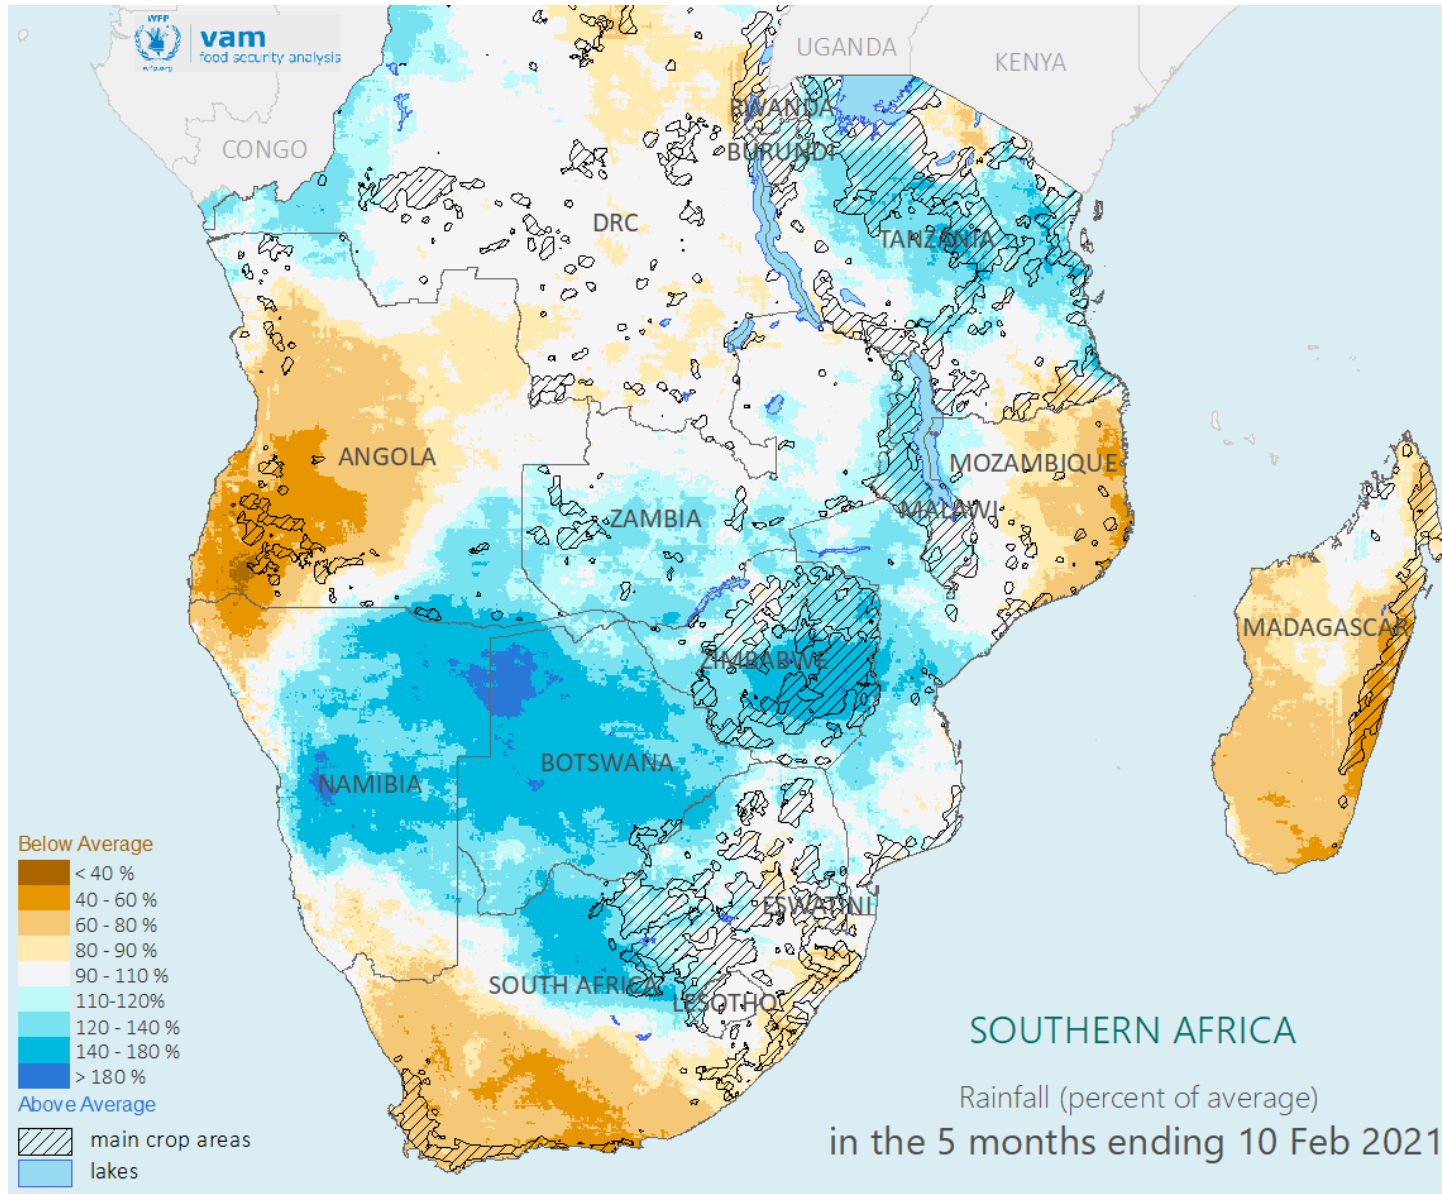 WFP
vam
food security analysis
wfp.org
UGANDA
KENYA
RWANDA
CONGO
BURUNDI
DRC
TANZANIA
ANGOLA
MOZAMBIQUE
MALAWI
ZAMBIA
MADAGASCAR
ZIMBABWE
BOTSWANA
NAMIBIA
ESWATINI
SOUTH AFRICA
LESOTHO
Below Average
< 40 %
40 - 60 %
60 - 80 %
80 - 90 %
90 - 110 %
110-120%
120 - 140 %
140 - 180 %
> 180 %
Above Average
main crop areas
lakes
SOUTHERN AFRICA
Rainfall (percent of average)
in the 5 months ending 10 Feb 2021